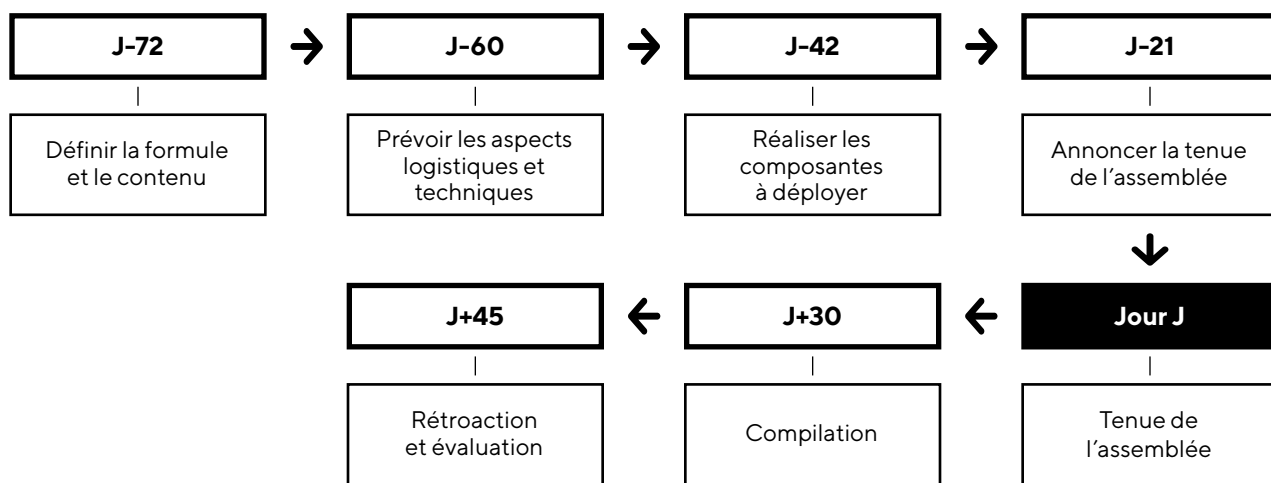 J-72
J-60
J-42
J-21
Définir la formule
et le contenu
Prévoir les aspects
logistiques et
techniques
Réaliser les
composantes
à déployer
Annoncer la tenue
de l'assemblée
J+45
J+30
Jour J
Rétroaction
et évaluation
Compilation
Tenue de
l'assemblée